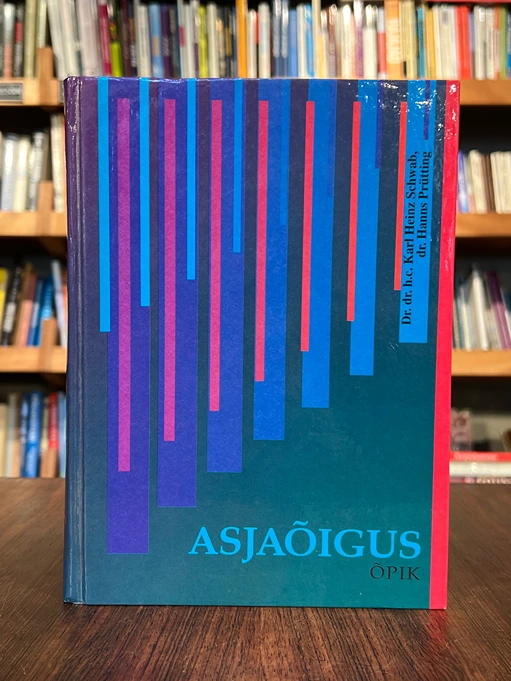 Dr. dr. h.c. Karl Heinz Schwab,
dr. Hanns Prütting
ASJAÕIGUS
ÕPIK